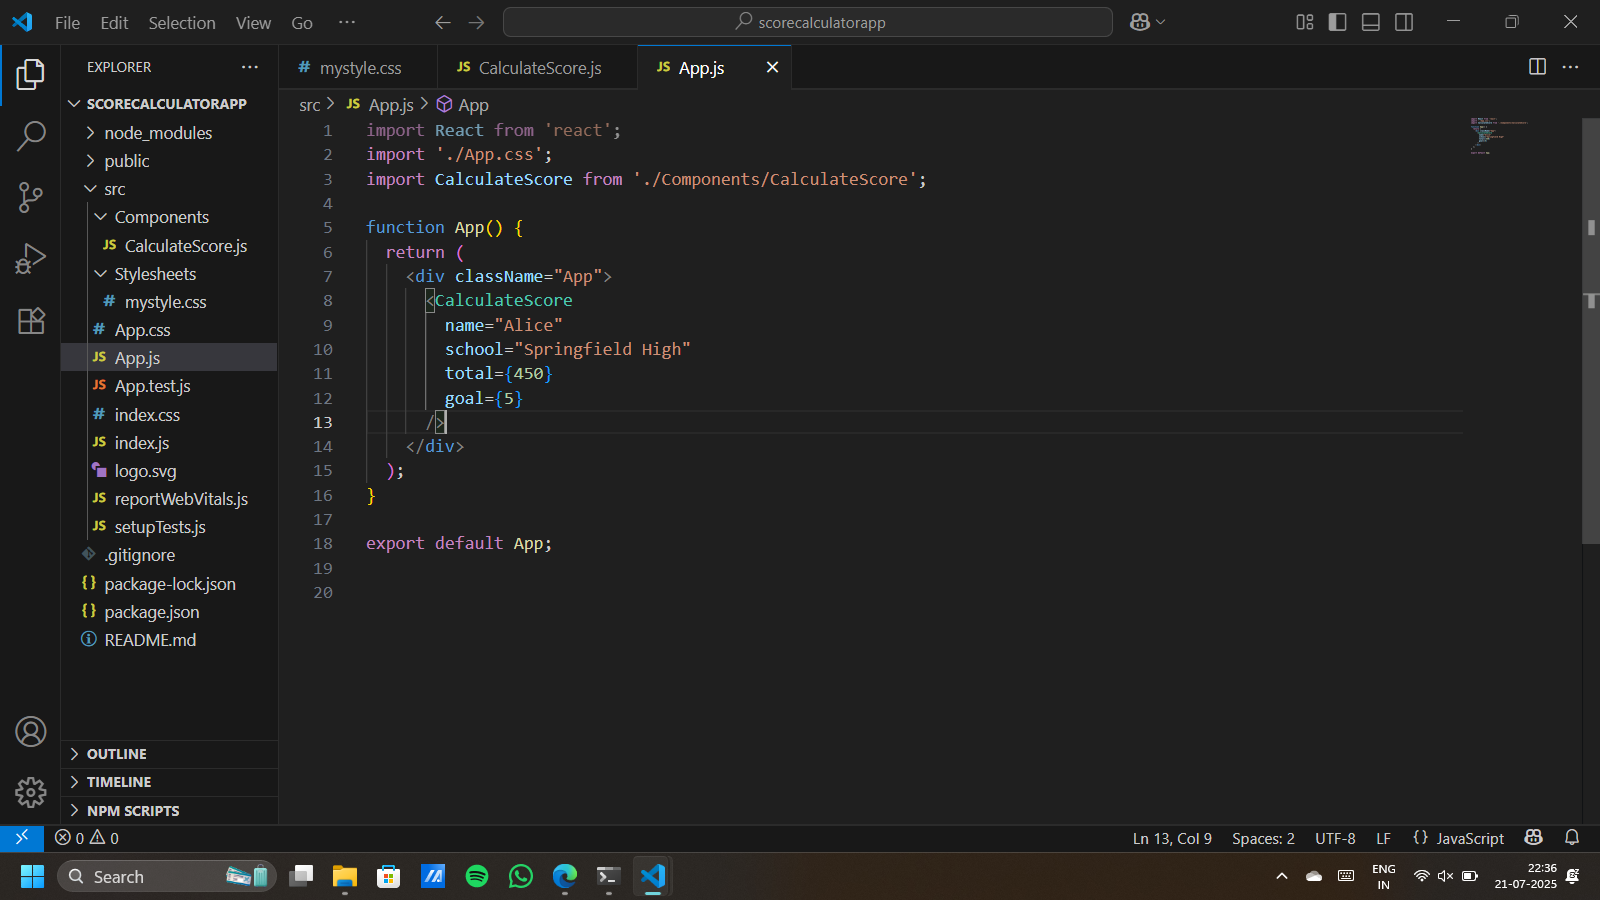 File Edit Selection View Go ···
scorecalculatorapp
EXPLORER ···
SCORECALCULATORAPP
node_modules
public
src
Components
JS CalculateScore.js
Stylesheets
# mystyle.css
# App.css
JS App.js
JS App.test.js
# index.css
JS index.js
logo.svg
JS reportWebVitals.js
JS setupTests.js
.gitignore
{} package-lock.json
{} package.json
README.md
OUTLINE
TIMELINE
NPM SCRIPTS
# mystyle.css JS CalculateScore.js JS App.js
src > JS App.js > App
1 import React from 'react';
2 import './App.css';
3 import CalculateScore from './Components/CalculateScore';
4
5 function App() {
6 return (
7 <div className="App">
8 <CalculateScore
9 name="Alice"
10 school="Springfield High"
11 total={450}
12 goal={5}
13 />
14 </div>
15 );
16 }
17
18 export default App;
19
20
0 0 Ln 13, Col 9 Spaces: 2 UTF-8 LF {} JavaScript
Search
ENG
IN
22:36
21-07-2025